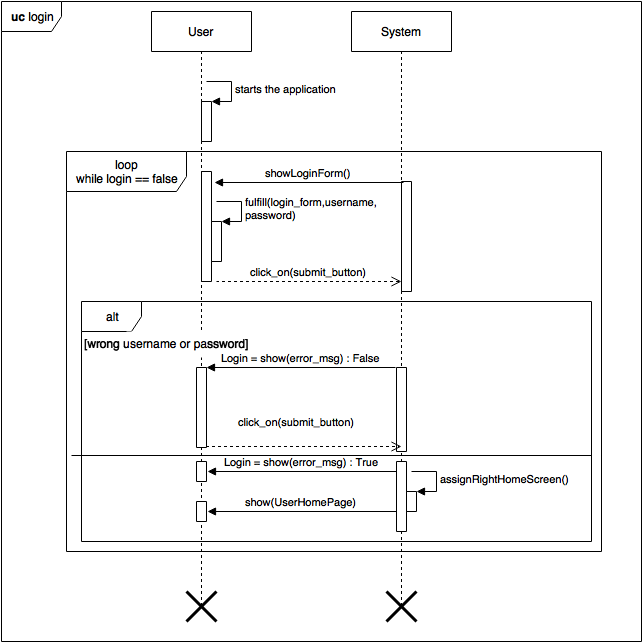 uc login
User
System
starts the application
loop
while login == false
showLoginForm()
fulfill(login_form,username,
password)
click_on(submit_button)
alt
[wrong username or password]
Login = show(error_msg) : False
click_on(submit_button)
Login = show(error_msg) : True
assignRightHomeScreen()
show(UserHomePage)